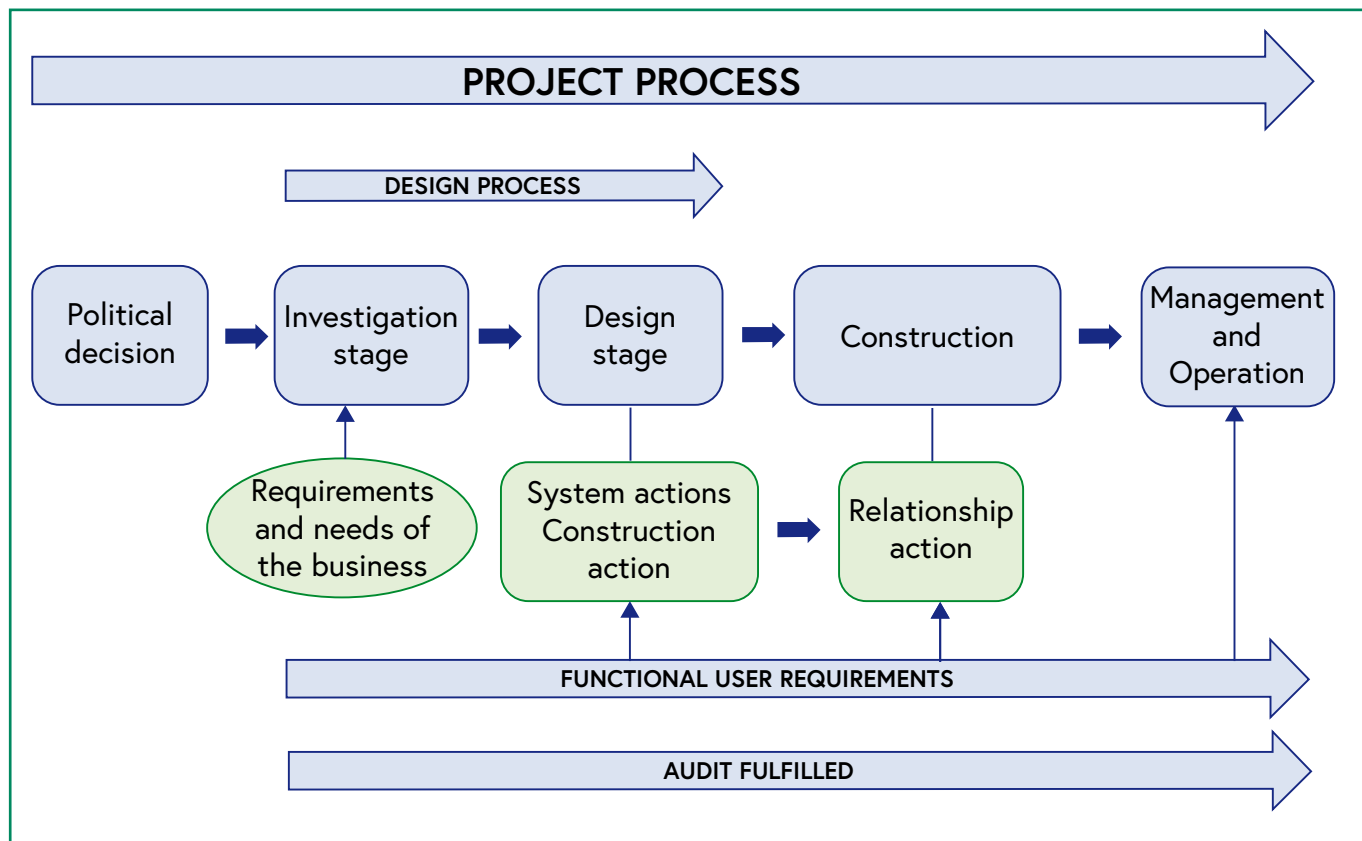 PROJECT PROCESS
DESIGN PROCESS
Political
decision
Investigation
stage
Design
stage
Construction
Management
and
Operation
Requirements
and needs of
the business
System actions
Construction
action
Relationship
action
FUNCTIONAL USER REQUIREMENTS
AUDIT FULFILLED